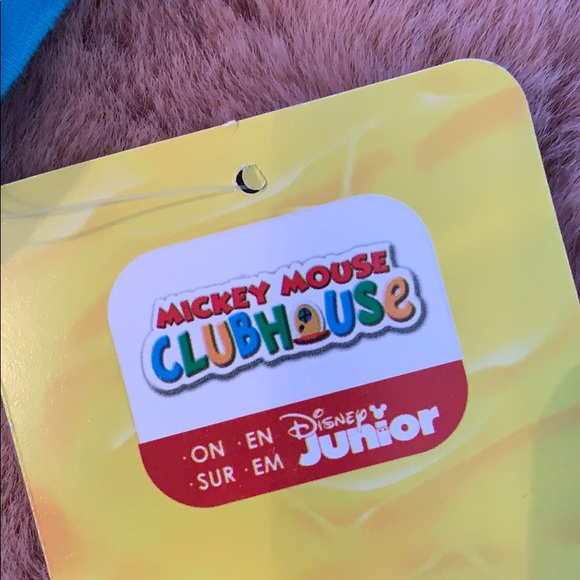 MICKEY MOUSE
CLUBHOUSE
·ON ·EN DISNEY
·SUR ·EM Junior